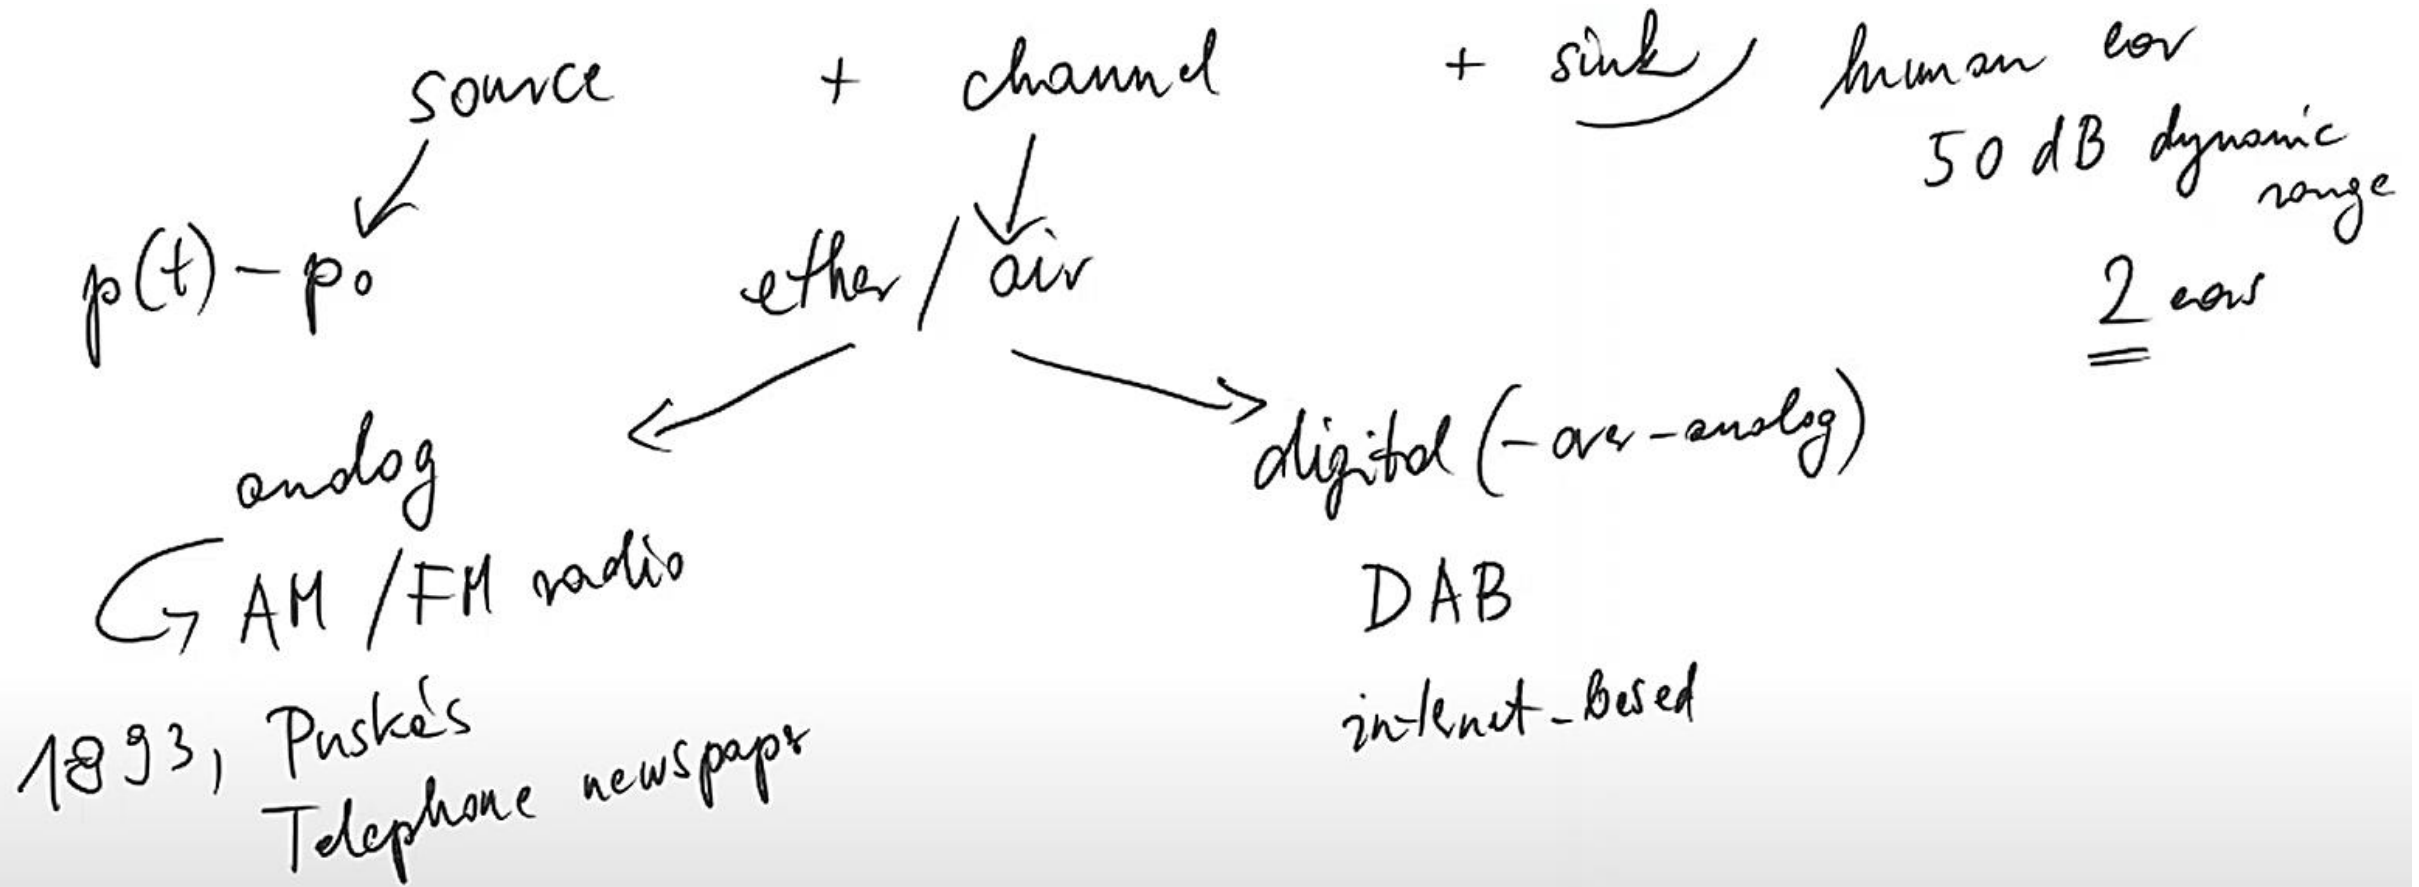 source + channel + sink human ear
50 dB dynamic
range
p(t) - p₀ ether / air
2 ears
analog digital (-over-analog)
AM / FM radio DAB
1893, Puskás internet-based
Telephone newspaper